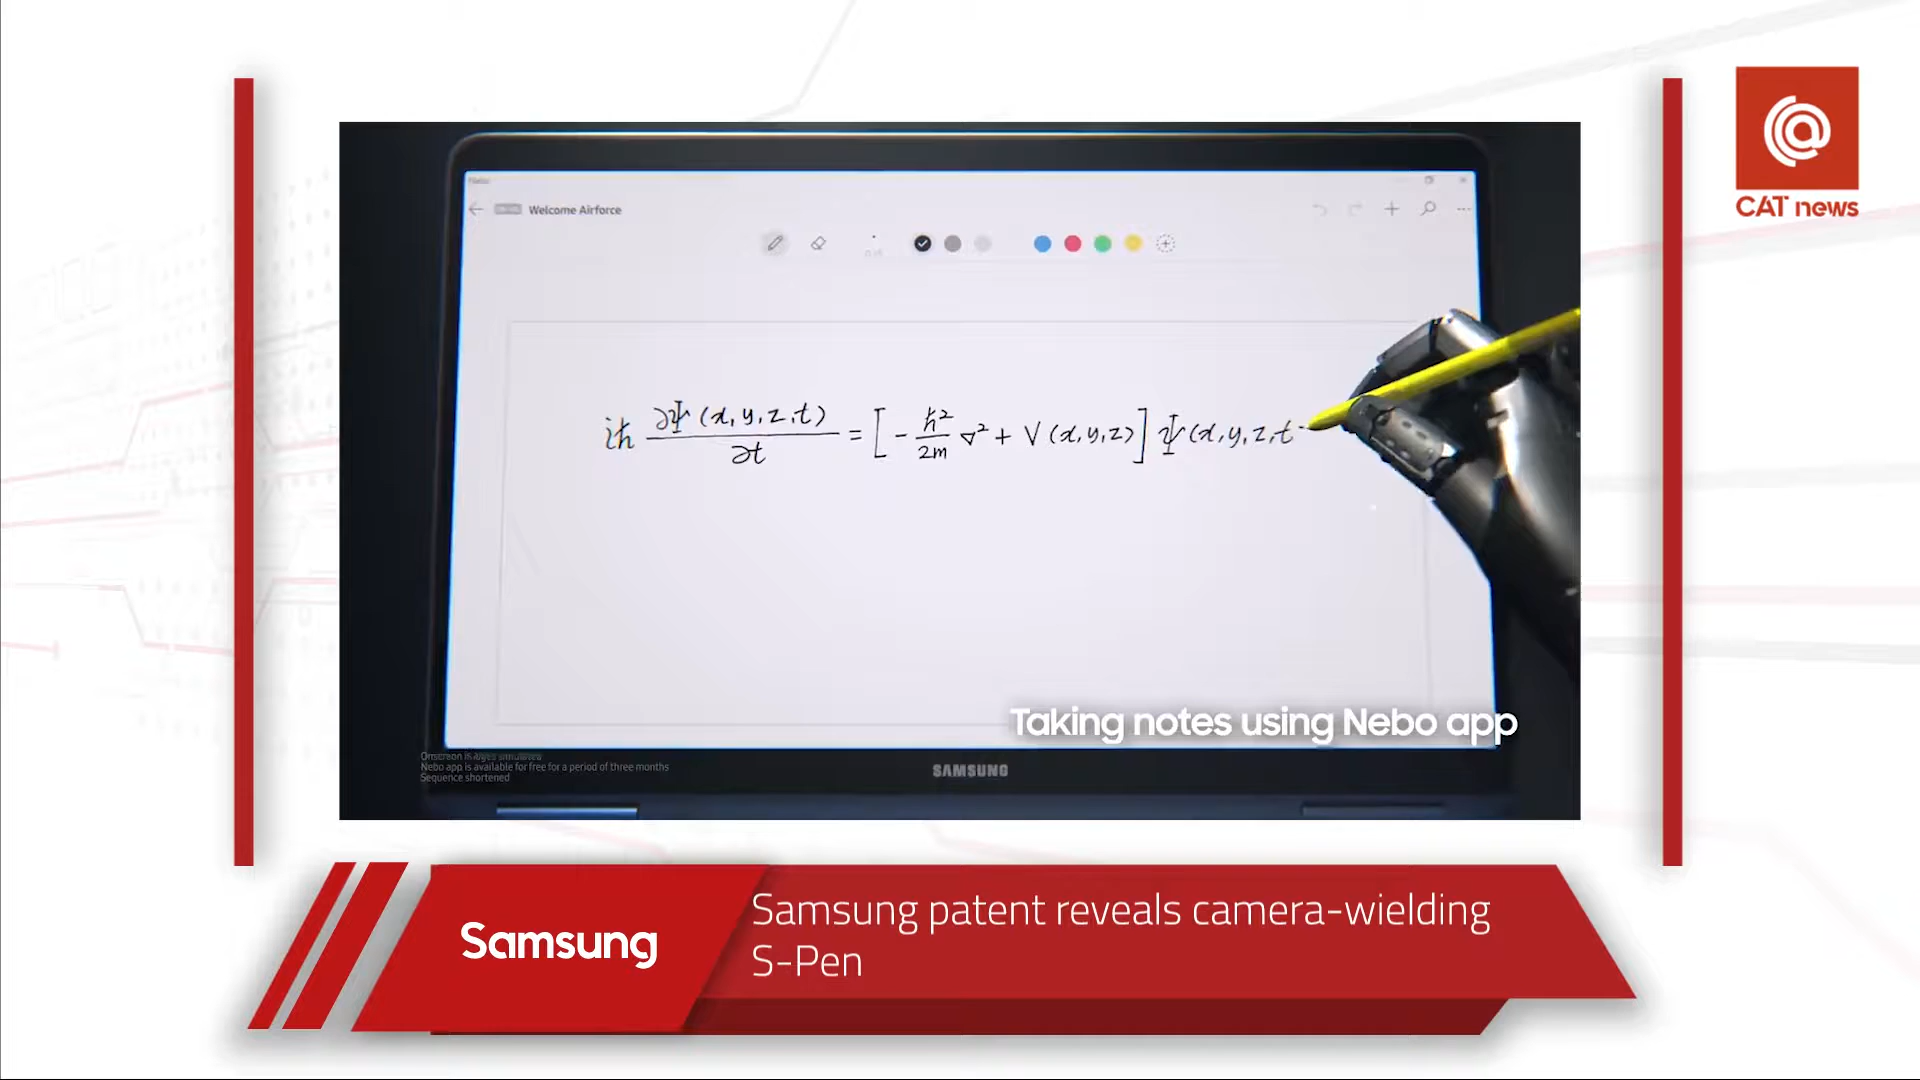 CAT news
Welcome Airforce
iħ ∂Ψ(x,y,z,t)/∂t = [-ħ²/2m ∇² + V(x,y,z)] Ψ(x,y,z,t
Taking notes using Nebo app
Nebo app is available for free for a period of three months
Sequence shortened
SAMSUNG
Samsung
Samsung patent reveals camera-wielding
S-Pen